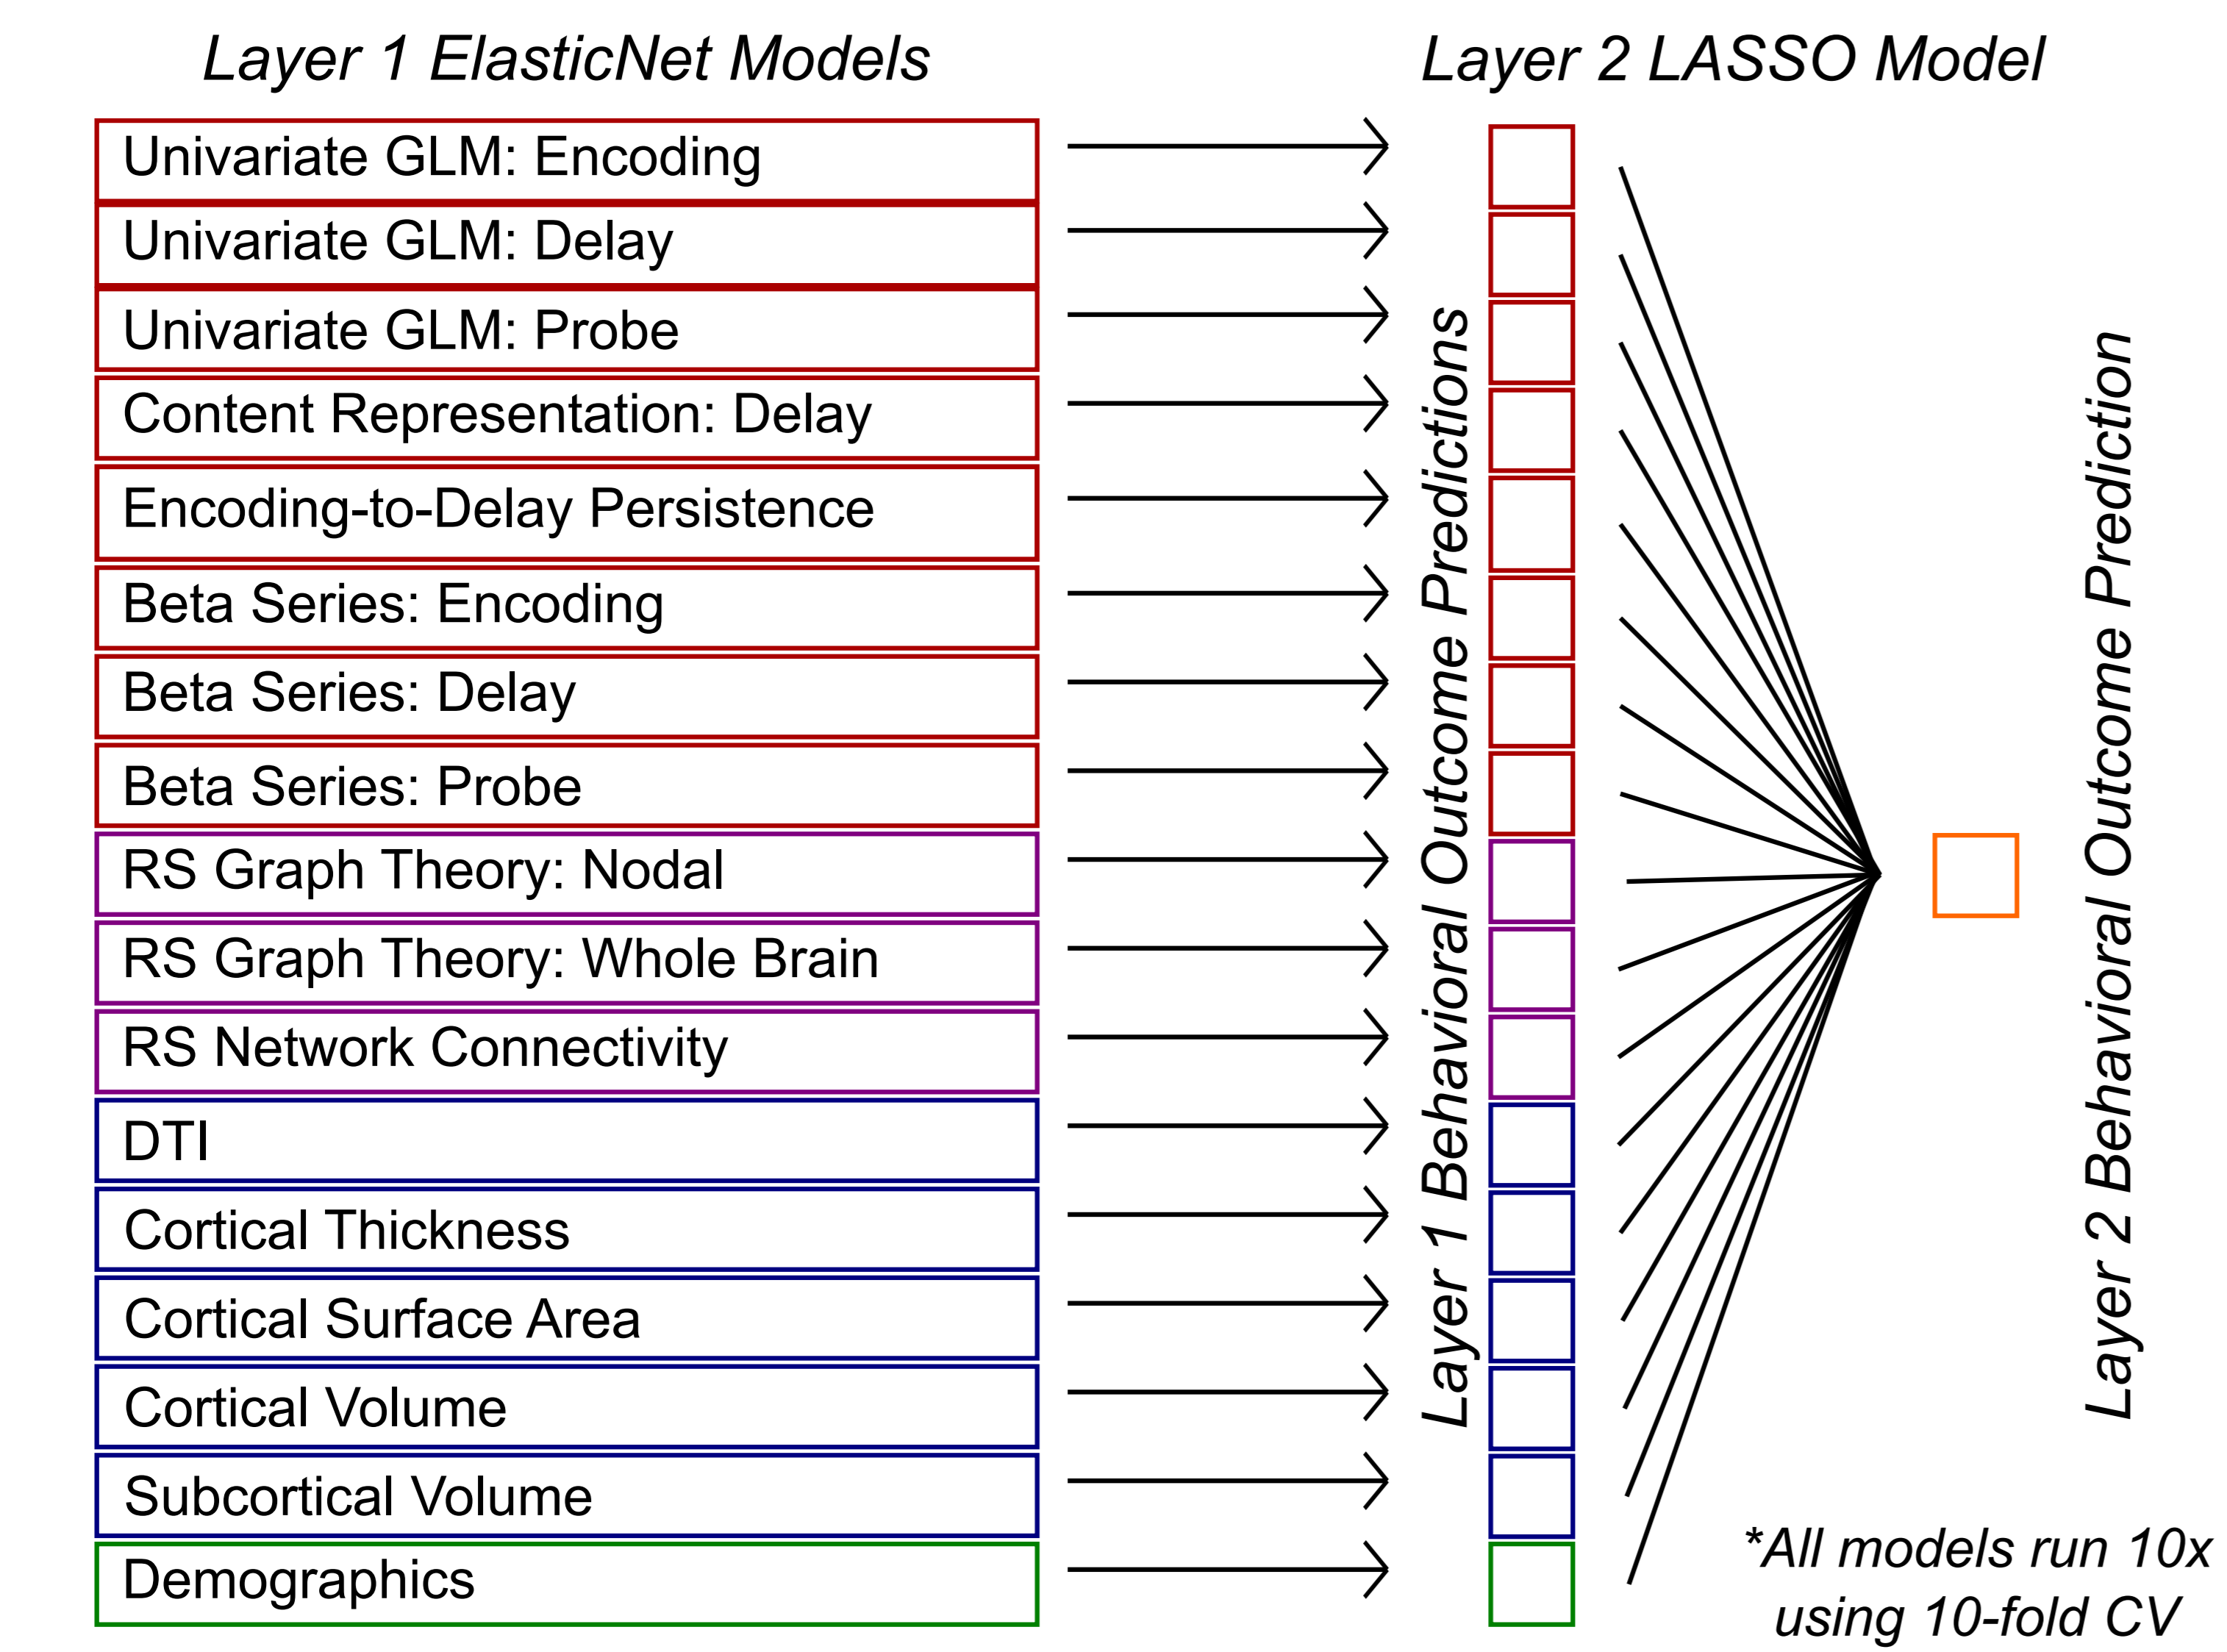 Layer 1 ElasticNet Models
Layer 2 LASSO Model
Univariate GLM: Encoding
Univariate GLM: Delay
Univariate GLM: Probe
Content Representation: Delay
Encoding-to-Delay Persistence
Beta Series: Encoding
Beta Series: Delay
Beta Series: Probe
RS Graph Theory: Nodal
RS Graph Theory: Whole Brain
RS Network Connectivity
DTI
Cortical Thickness
Cortical Surface Area
Cortical Volume
Subcortical Volume
Demographics
Layer 1 Behavioral Outcome Predictions
Layer 2 Behavioral Outcome Prediction
*All models run 10x
using 10-fold CV